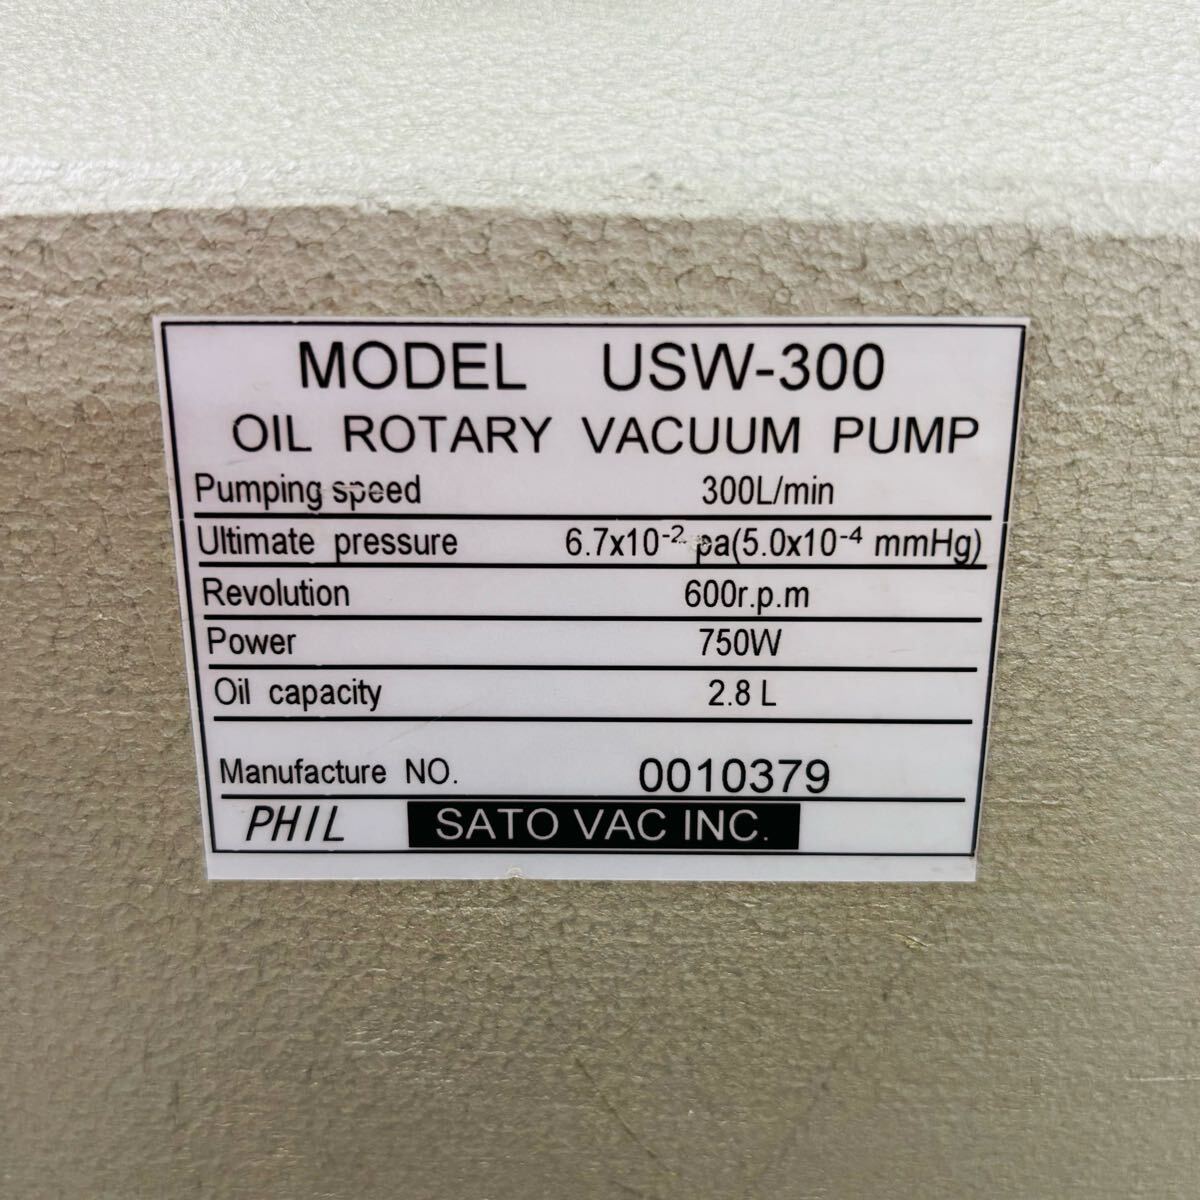 MODEL USW-300
OIL ROTARY VACUUM PUMP
Pumping speed 300L/min
Ultimate pressure 6.7x10⁻² pa(5.0x10⁻⁴ mmHg)
Revolution 600r.p.m
Power 750W
Oil capacity 2.8 L
Manufacture NO. 0010379
PHIL SATO VAC INC.